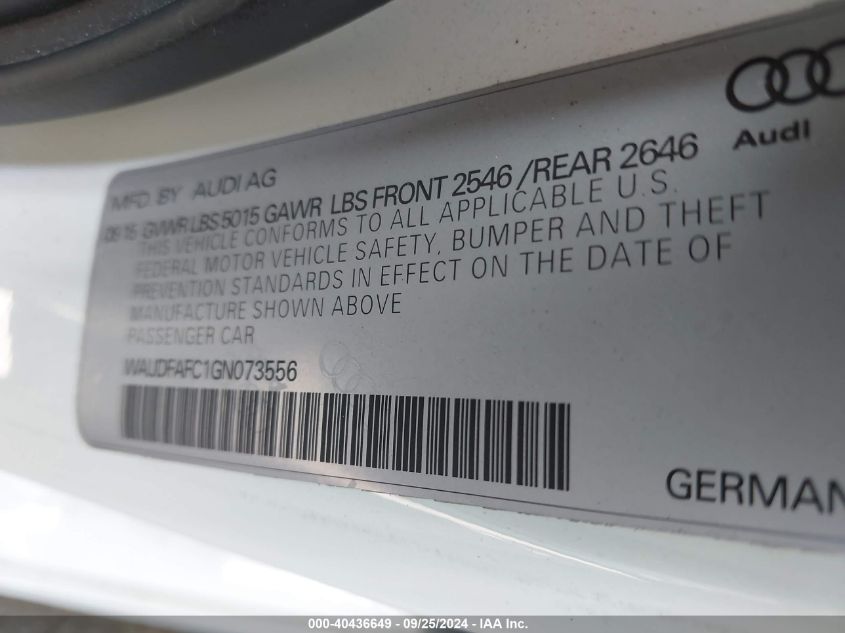 Audi
MFD. BY AUDI AG
09 15 GVWR LBS 5015 GAWR LBS FRONT 2546 / REAR 2646
THIS VEHICLE CONFORMS TO ALL APPLICABLE U.S.
FEDERAL MOTOR VEHICLE SAFETY, BUMPER AND THEFT
PREVENTION STANDARDS IN EFFECT ON THE DATE OF
MANUFACTURE SHOWN ABOVE
PASSENGER CAR
WAUDFAFC1GN073556
GERMAN
000-40436649 - 09/25/2024 - IAA Inc.